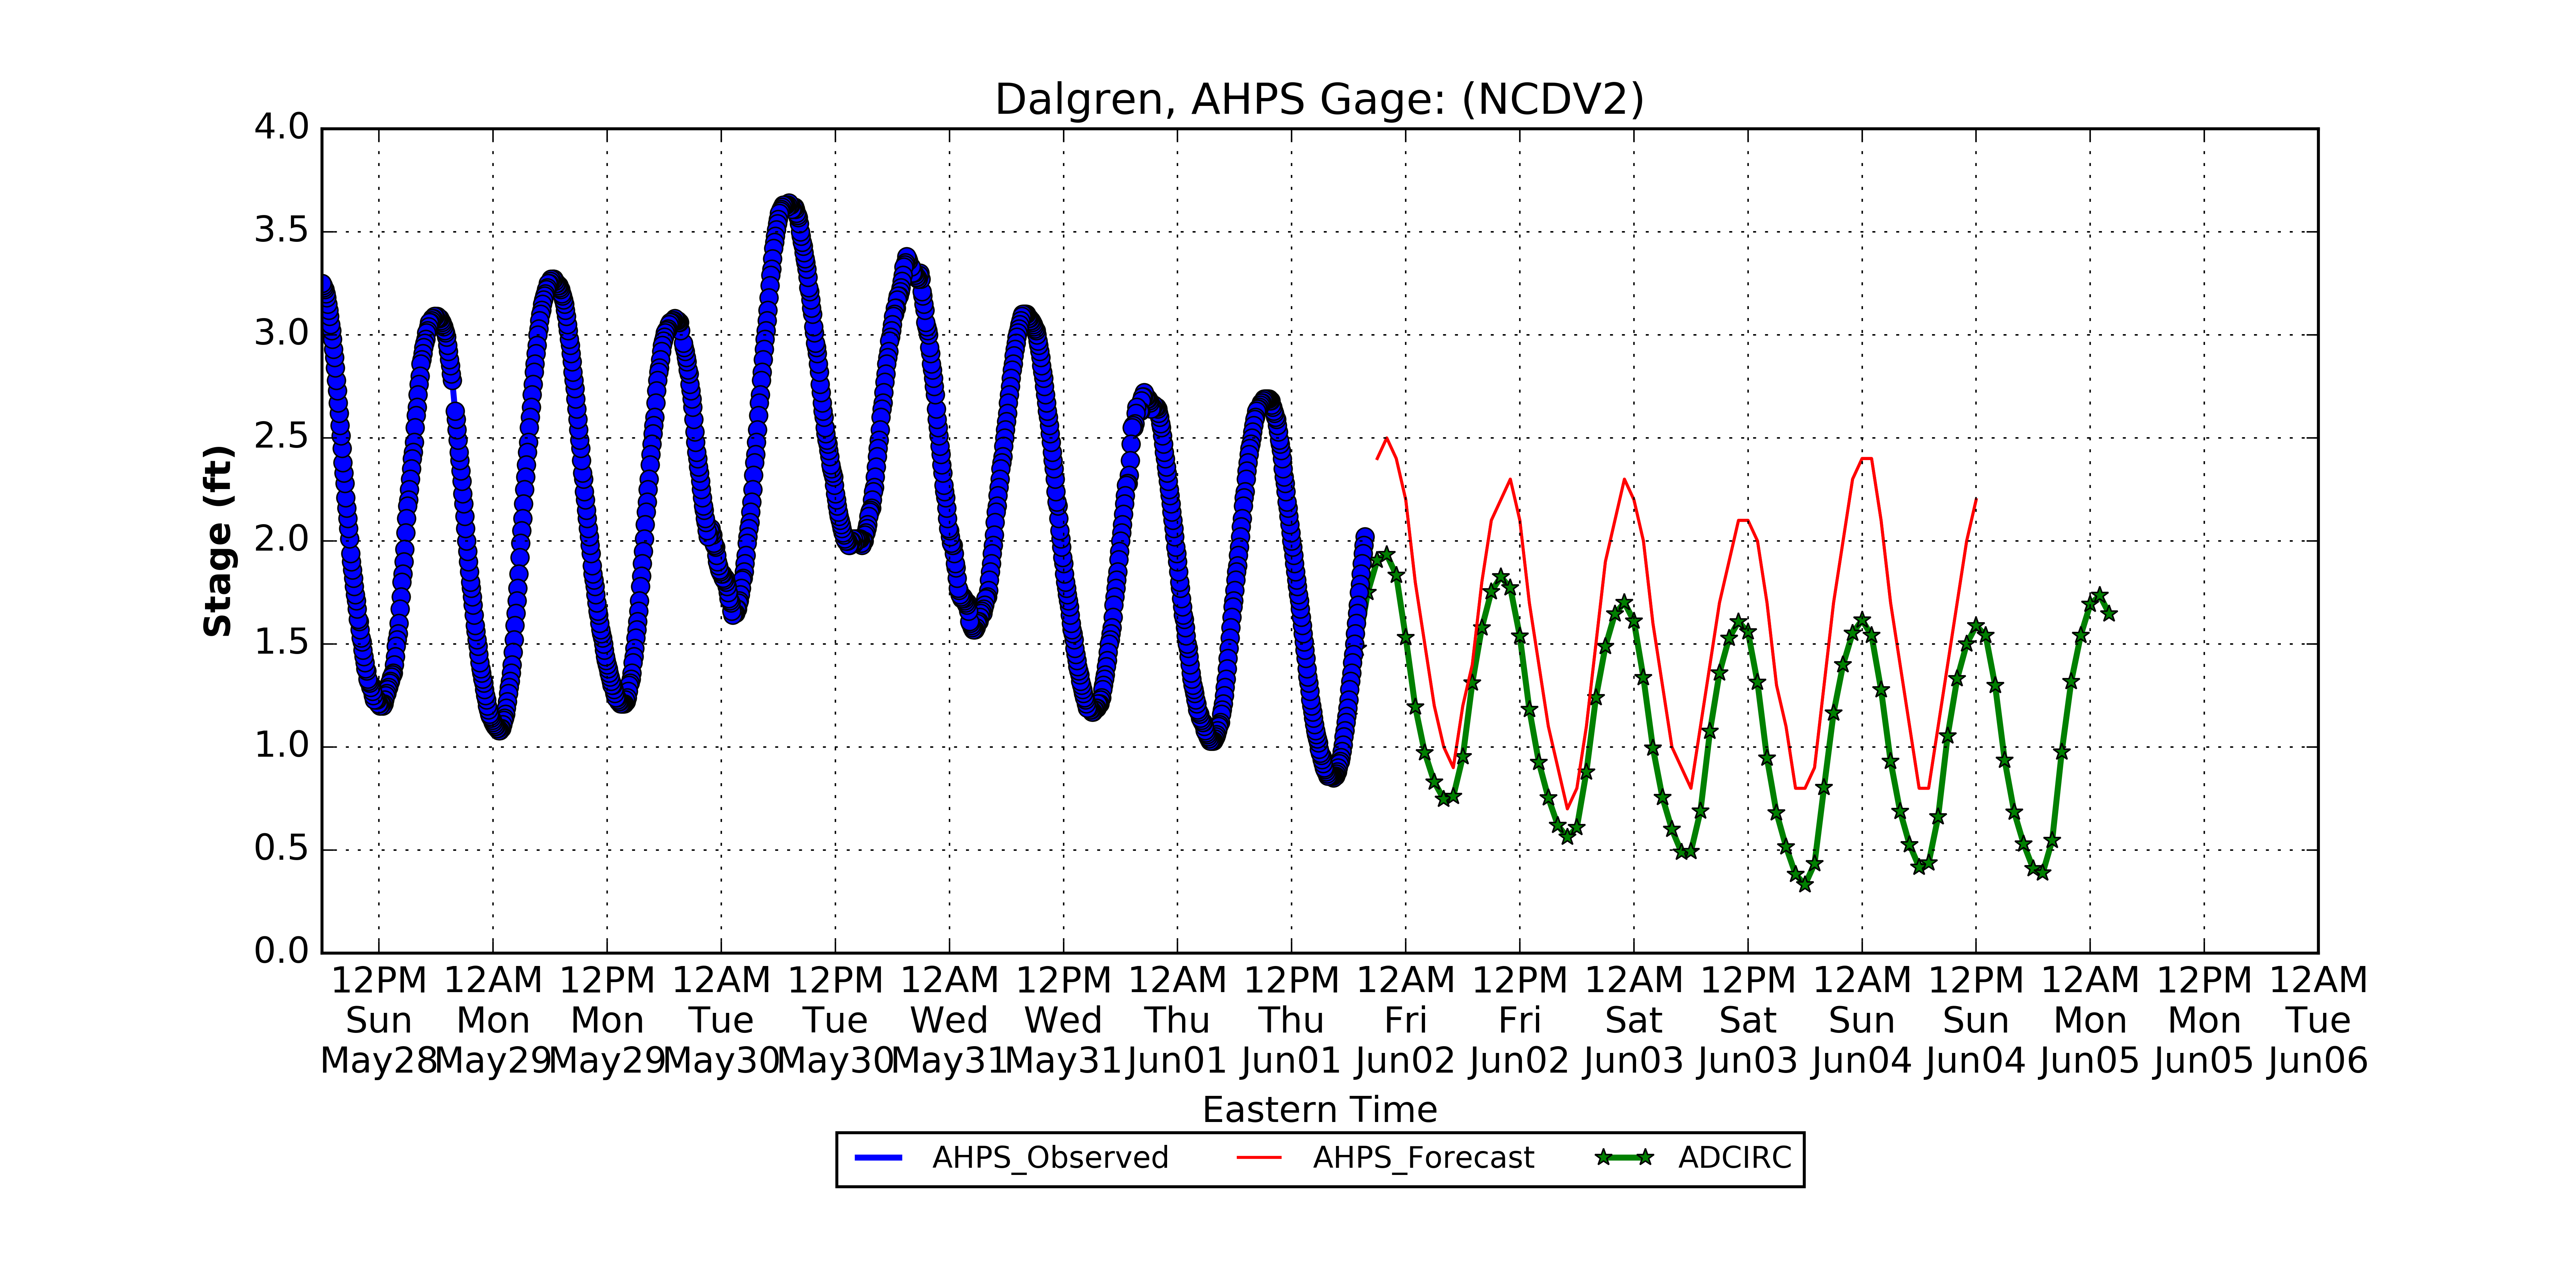 Dalgren, AHPS Gage: (NCDV2)
4.0
3.5
3.0
2.5
2.0
1.5
1.0
0.5
0.0
Stage (ft)
12PM 12AM 12PM 12AM 12PM 12AM 12PM 12AM 12PM 12AM 12PM 12AM 12PM 12AM 12PM 12AM 12PM 12AM
Sun Mon Mon Tue Tue Wed Wed Thu Thu Fri Fri Sat Sat Sun Sun Mon Mon Tue
May28 May29 May29 May30 May30 May31 May31 Jun01 Jun01 Jun02 Jun02 Jun03 Jun03 Jun04 Jun04 Jun05 Jun05 Jun06
Eastern Time
AHPS_Observed AHPS_Forecast ADCIRC